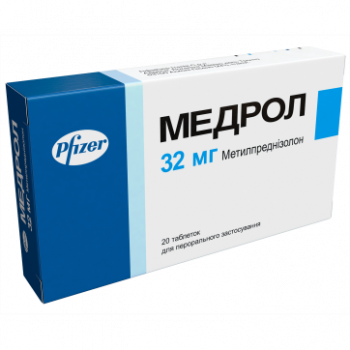 Pfizer
МЕДРОЛ
32 мг Метилпреднізолон
20 таблеток
для перорального застосування
МЕДРОЛ
32 мг